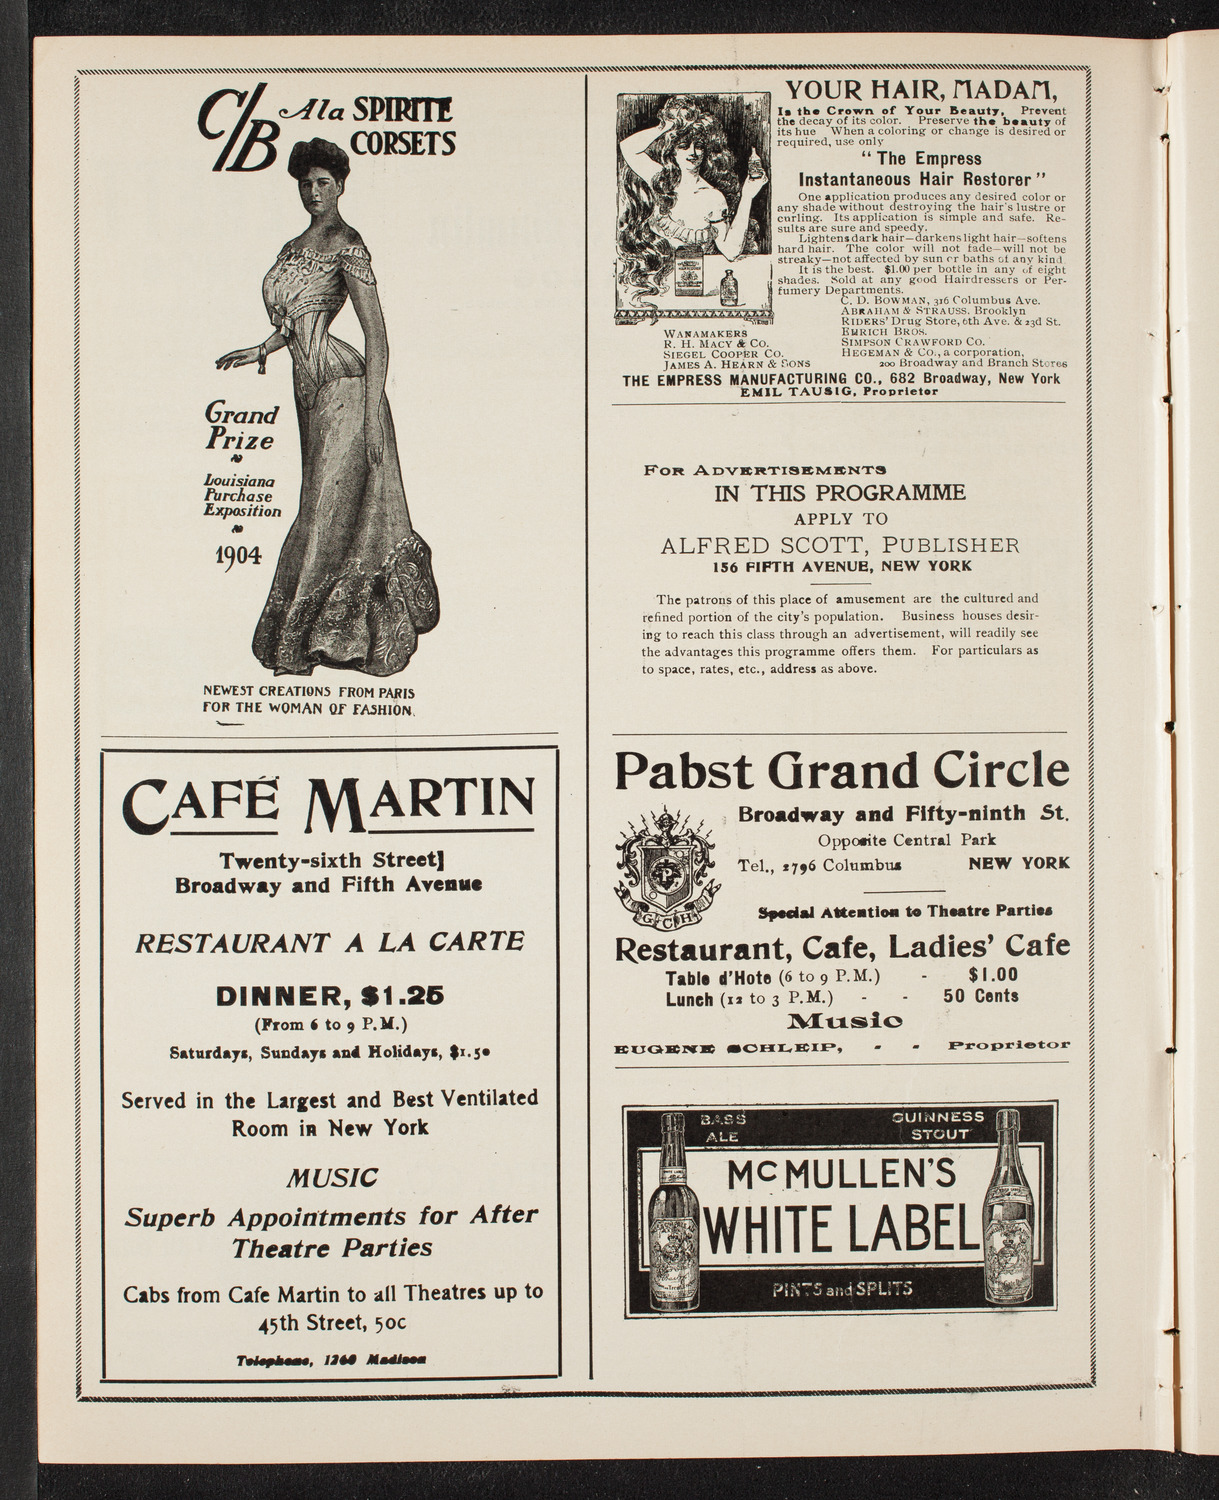 C/B Ala SPIRITE
CORSETS
Grand
Prize
Louisiana
Purchase
Exposition
1904
NEWEST CREATIONS FROM PARIS
FOR THE WOMAN OF FASHION.
CAFÉ MARTIN
Twenty-sixth Street]
Broadway and Fifth Avenue
RESTAURANT A LA CARTE
DINNER, $1.25
(From 6 to 9 P.M.)
Saturdays, Sundays and Holidays, $1.50
Served in the Largest and Best Ventilated
Room in New York
MUSIC
Superb Appointments for After
Theatre Parties
Cabs from Cafe Martin to all Theatres up to
45th Street, 50c
Telephone, 1260 Madison
YOUR HAIR, MADAM,
Is the Crown of Your Beauty, Prevent
the decay of its color. Preserve the beauty of
its hue When a coloring or change is desired or
required, use only
"The Empress
Instantaneous Hair Restorer"
One application produces any desired color or
any shade without destroying the hair's lustre or
curling. Its application is simple and safe. Re-
sults are sure and speedy.
Lightens dark hair—darkens light hair—softens
hard hair. The color will not fade—will not be
streaky—not affected by sun or baths of any kind.
It is the best. $1.00 per bottle in any of eight
shades. Sold at any good Hairdressers or Per-
fumery Departments.
C. D. BOWMAN, 316 Columbus Ave.
ABRAHAM & STRAUSS, Brooklyn
RIDERS' Drug Store, 6th Ave. & 23d St.
WANAMAKERS EHRICH BROS.
R. H. MACY & CO. SIMPSON CRAWFORD CO.
SIEGEL COOPER CO. HEGEMAN & CO., a corporation,
JAMES A. HEARN & SONS 200 Broadway and Branch Stores
THE EMPRESS MANUFACTURING CO., 682 Broadway, New York
EMIL TAUSIG, Proprietor
FOR ADVERTISEMENTS
IN THIS PROGRAMME
APPLY TO
ALFRED SCOTT, PUBLISHER
156 FIFTH AVENUE, NEW YORK
The patrons of this place of amusement are the cultured and
refined portion of the city's population. Business houses desir-
ing to reach this class through an advertisement, will readily see
the advantages this programme offers them. For particulars as
to space, rates, etc., address as above.
Pabst Grand Circle
Broadway and Fifty-ninth St.
Opposite Central Park
Tel., 2796 Columbus NEW YORK
P
G C H
Special Attention to Theatre Parties
Restaurant, Cafe, Ladies' Cafe
Table d'Hote (6 to 9 P.M.) - $1.00
Lunch (12 to 3 P.M.) - - 50 Cents
Music
EUGENE SCHLEIP, - - Proprietor
BASS GUINNESS
ALE STOUT
MCMULLEN'S
WHITE LABEL
PINTS and SPLITS